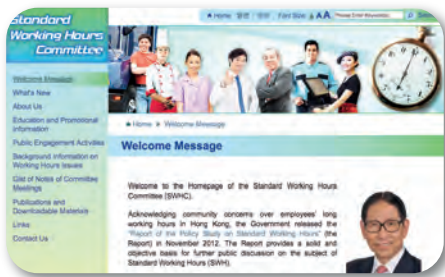 Standard
Working Hours
Committee
Home 繁體 簡體 Font Size: A A A Please Enter Keyword(s)
Welcome Message
What's New
About Us
Education and Promotional
Information
Public Engagement Activities
Background Information on
Working Hours Issues
Gist of Notes of Committee
Meetings
Publications and
Downloadable Materials
Links
Contact Us
Home > Welcome Message
Welcome Message
Welcome to the Homepage of the Standard Working Hours
Committee (SWHC).
Acknowledging community concerns over employees' long
working hours in Hong Kong, the Government released the
"Report of the Policy Study on Standard Working Hours" (the
Report) in November 2012. The Report provides a solid and
objective basis for further public discussion on the subject of
Standard Working Hours (SWH).